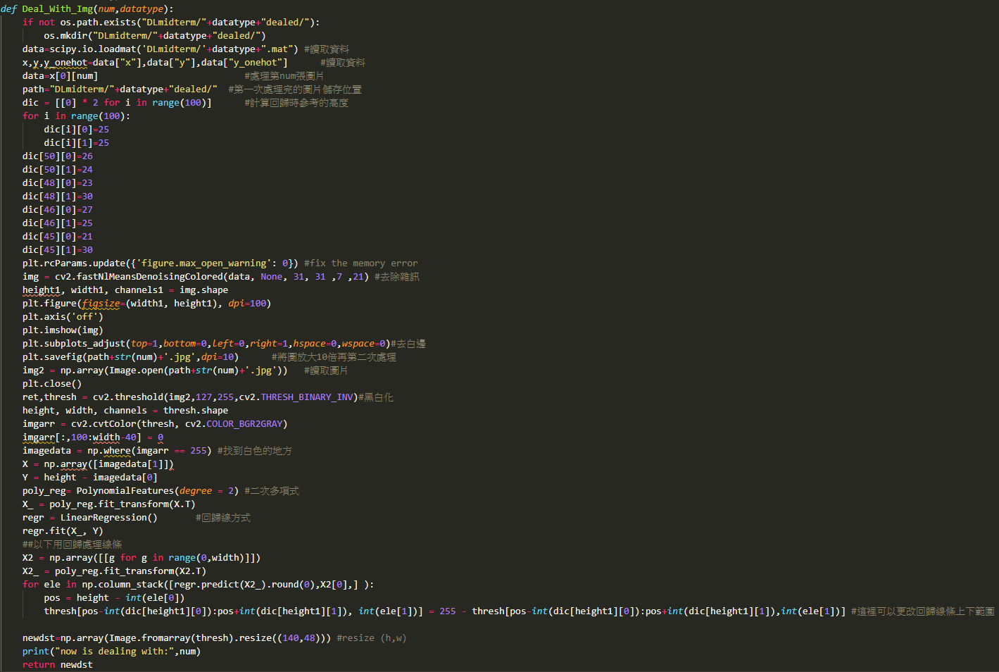 def Deal_With_Img(num,datatype):
    if not os.path.exists("DLmidterm/"+datatype+"dealed/"):
        os.mkdir("DLmidterm/"+datatype+"dealed/")
    data=scipy.io.loadmat('DLmidterm/'+datatype+".mat") #讀取資料
    x,y,y_onehot=data["x"],data["y"],data["y_onehot"]      #讀取資料
    data=x[0][num]                           #處理第num張圖片
    path="DLmidterm/"+datatype+"dealed/"  #第一次處理完的圖片儲存位置
    dic = [[0] * 2 for i in range(100)]      #計算回歸時參考的高度
    for i in range(100):
        dic[i][0]=25
        dic[i][1]=25
    dic[50][0]=26
    dic[50][1]=24
    dic[48][0]=23
    dic[48][1]=30
    dic[46][0]=27
    dic[46][1]=25
    dic[45][0]=21
    dic[45][1]=30
    plt.rcParams.update({'figure.max_open_warning': 0}) #fix the memory error
    img = cv2.fastNlMeansDenoisingColored(data, None, 31, 31 ,7 ,21) #去除雜訊
    height1, width1, channels1 = img.shape
    plt.figure(figsize=(width1, height1), dpi=100)
    plt.axis('off')
    plt.imshow(img)
    plt.subplots_adjust(top=1,bottom=0,left=0,right=1,hspace=0,wspace=0)#去白邊
    plt.savefig(path+str(num)+'.jpg',dpi=10)      #將圖放大10倍再第二次處理
    img2 = np.array(Image.open(path+str(num)+'.jpg'))   #讀取圖片
    plt.close()
    ret,thresh = cv2.threshold(img2,127,255,cv2.THRESH_BINARY_INV)#黑白化
    height, width, channels = thresh.shape
    imgarr = cv2.cvtColor(thresh, cv2.COLOR_BGR2GRAY)
    imgarr[:,100:width-40] = 0
    imagedata = np.where(imgarr == 255) #找到白色的地方
    X = np.array([imagedata[1]])
    Y = height - imagedata[0]
    poly_reg= PolynomialFeatures(degree = 2) #二次多項式
    X_ = poly_reg.fit_transform(X.T)
    regr = LinearRegression()       #回歸線方式
    regr.fit(X_, Y)
    ##以下用回歸處理線條
    X2 = np.array([[g for g in range(0,width)]])
    X2_ = poly_reg.fit_transform(X2.T)
    for ele in np.column_stack([regr.predict(X2_).round(0),X2[0],] ):
        pos = height - int(ele[0])
        thresh[pos-int(dic[height1][0]):pos+int(dic[height1][1]), int(ele[1])] = 255 - thresh[pos-int(dic[height1][0]):pos+int(dic[height1][1]),int(ele[1])] #這裡可以更改回歸線條上下範圍
    newdst=np.array(Image.fromarray(thresh).resize((140,48))) #resize (h,w)
    print("now is dealing with:",num)
    return newdst